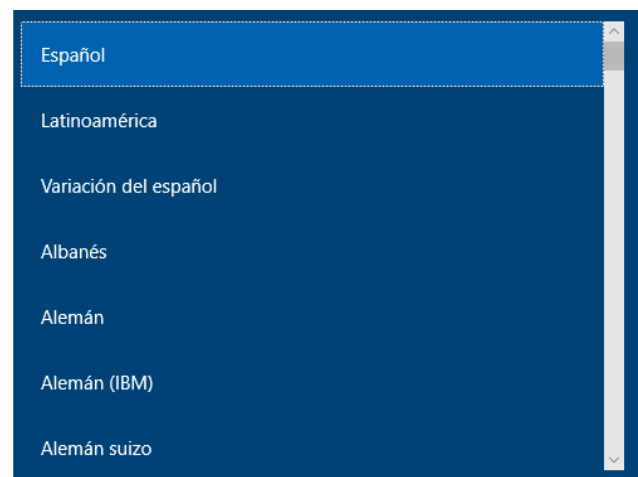 Español
Latinoamérica
Variación del español
Albanés
Alemán
Alemán (IBM)
Alemán suizo